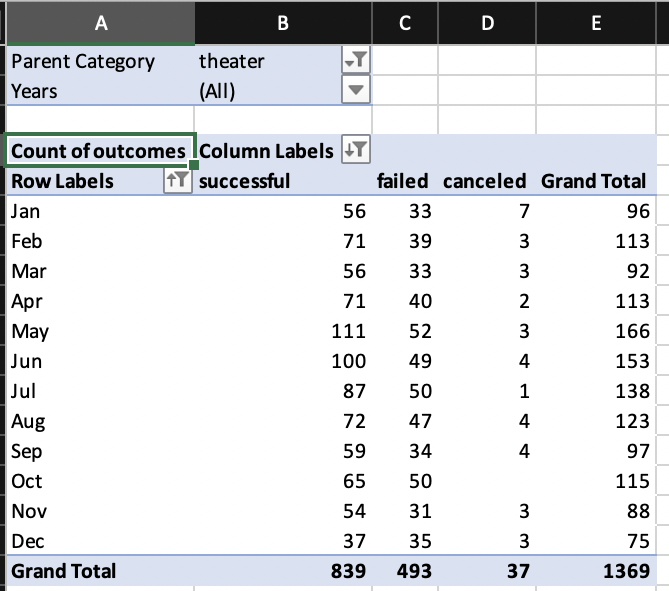 A B C D E
Parent Category theater
Years (All)
Count of outcomes Column Labels
Row Labels successful failed canceled Grand Total
Jan 56 33 7 96
Feb 71 39 3 113
Mar 56 33 3 92
Apr 71 40 2 113
May 111 52 3 166
Jun 100 49 4 153
Jul 87 50 1 138
Aug 72 47 4 123
Sep 59 34 4 97
Oct 65 50 115
Nov 54 31 3 88
Dec 37 35 3 75
Grand Total 839 493 37 1369